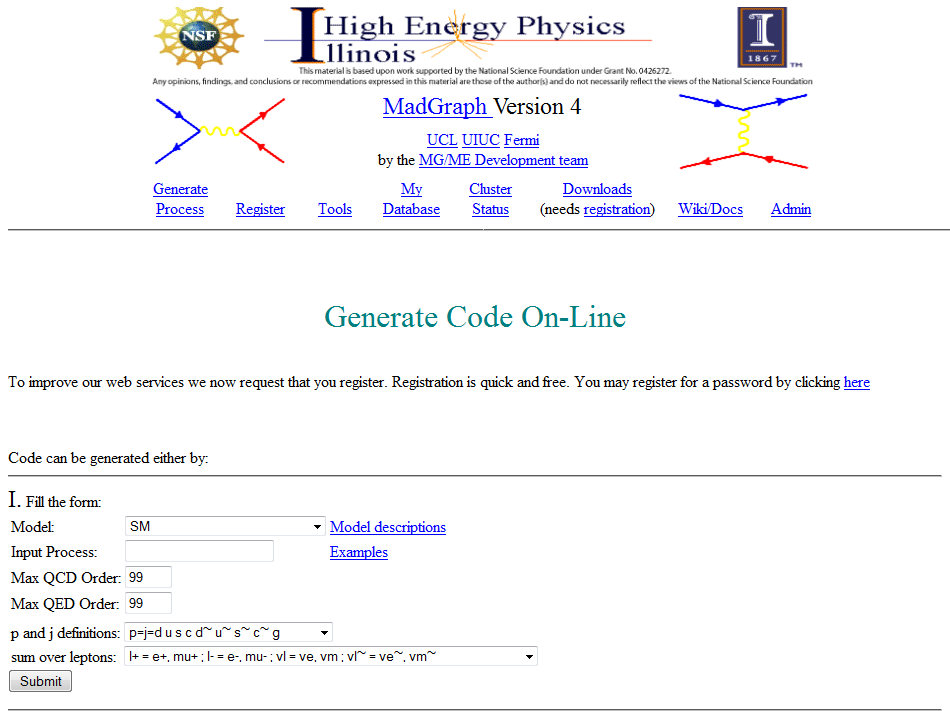 NSF
High Energy Physics
Illinois
I
1867
TM
This material is based upon work supported by the National Science Foundation under Grant No. 0426272.
Any opinions, findings, and conclusions or recommendations expressed in this material are those of the author(s) and do not necessarily reflect the views of the National Science Foundation
MadGraph Version 4
UCL UIUC Fermi
by the MG/ME Development team
Generate Process Register Tools My Database Cluster Status Downloads (needs registration) Wiki/Docs Admin
Generate Code On-Line
To improve our web services we now request that you register. Registration is quick and free. You may register for a password by clicking here
Code can be generated either by:
I. Fill the form:
Model: SM Model descriptions
Input Process: Examples
Max QCD Order: 99
Max QED Order: 99
p and j definitions: p=j=d u s c d~ u~ s~ c~ g
sum over leptons: l+ = e+, mu+ ; l- = e-, mu- ; vl = ve, vm ; vl~ = ve~, vm~
Submit